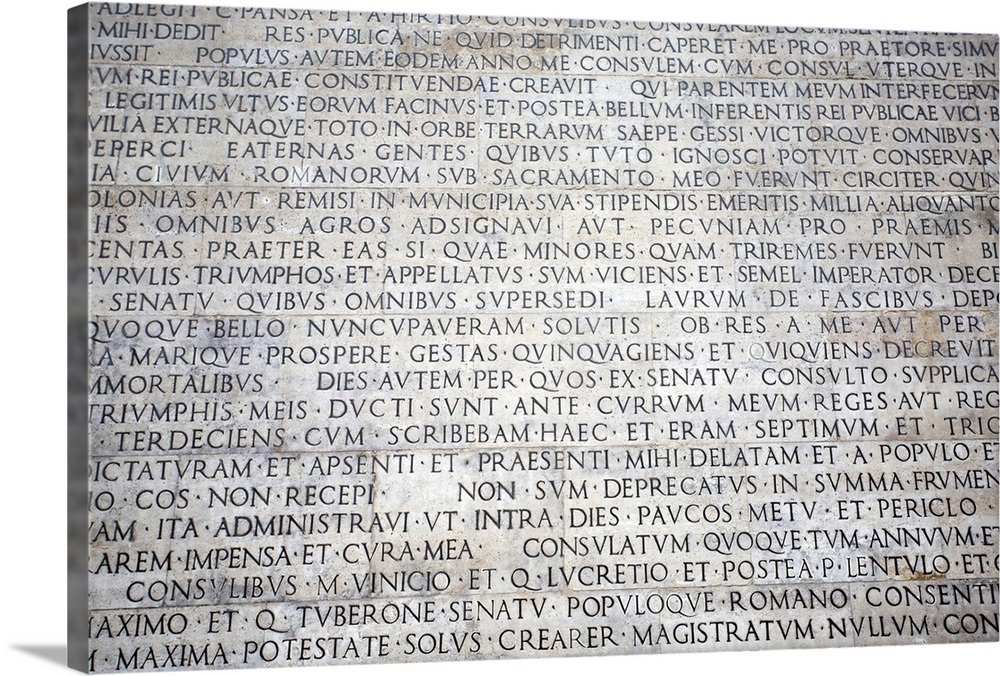 ADLEGIT · C · PANSA · ET · A · HIRTIO · CONSVLIBVS · CONSVLAREM
MIHI · DEDIT · RES · PVBLICA · NE · QVID · DETRIMENTI · CAPERET · ME · PRO · PRAETORE · SIMV
IVSSIT · POPVLVS · AVTEM · EODEM · ANNO · ME · CONSVLEM · CVM · CONSVL · VTERQVE · IN
VM · REI · PVBLICAE · CONSTITVENDAE · CREAVIT · QVI · PARENTEM · MEVM · INTERFECERVN
LEGITIMIS · VLTVS · EORVM · FACINVS · ET · POSTEA · BELLVM · INFERENTIS · REI · PVBLICAE · VICI · B
VILIA · EXTERNAQVE · TOTO · IN · ORBE · TERRARVM · SAEPE · GESSI · VICTORQVE · OMNIBVS · V
EPERCI · EATERNAS · GENTES · QVIBVS · TVTO · IGNOSCI · POTVIT · CONSERVAR
IA · CIVIVM · ROMANORVM · SVB · SACRAMENTO · MEO · FVERVNT · CIRCITER · QVIN
OLONIAS · AVT · REMISI · IN · MVNICIPIA · SVA · STIPENDIS · EMERITIS · MILLIA · ALIQVANTO
IIS · OMNIBVS · AGROS · ADSIGNAVI · AVT · PECVNIAM · PRO · PRAEMIS · M
CENTAS · PRAETER · EAS · SI · QVAE · MINORES · QVAM · TRIREMES · FVERVNT · BI
CVRVLIS · TRIVMPHOS · ET · APPELLATVS · SVM · VICIENS · ET · SEMEL · IMPERATOR · DECE
· SENATV · QVIBVS · OMNIBVS · SVPERSEDI · LAVRVM · DE · FASCIBVS · DEPO
QVOQVE · BELLO · NVNCVPAVERAM · SOLVTIS · OB · RES · A · ME · AVT · PER
A · MARIQVE · PROSPERE · GESTAS · QVINQVAGIENS · ET · QVIQVIENS · DECREVIT
MMORTALIBVS · DIES · AVTEM · PER · QVOS · EX · SENATV · CONSVLTO · SVPPLICA
TRIVMPHIS · MEIS · DVCTI · SVNT · ANTE · CVRRVM · MEVM · REGES · AVT · REG
· TERDECIENS · CVM · SCRIBEBAM · HAEC · ET · ERAM · SEPTIMVM · ET · TRIC
DICTATVRAM · ET · APSENTI · ET · PRAESENTI · MIHI · DELATAM · ET · A · POPVLO · E
IO · COS · NON · RECEPI · NON · SVM · DEPRECATVS · IN · SVMMA · FRVMEN
VAM · ITA · ADMINISTRAVI · VT · INTRA · DIES · PAVCOS · METV · ET · PERICLO ·
AREM · IMPENSA · ET · CVRA · MEA · CONSVLATVM · QVOQVE · TVM · ANNVVM · E
CONSVLIBVS · M · VINICIO · ET · Q · LVCRETIO · ET · POSTEA · P · LENTVLO · ET ·
AXIMO · ET · Q · TVBERONE · SENATV · POPVLOQVE · ROMANO · CONSENTI
M · MAXIMA · POTESTATE · SOLVS · CREARER · MAGISTRATVM · NVLLVM · CON